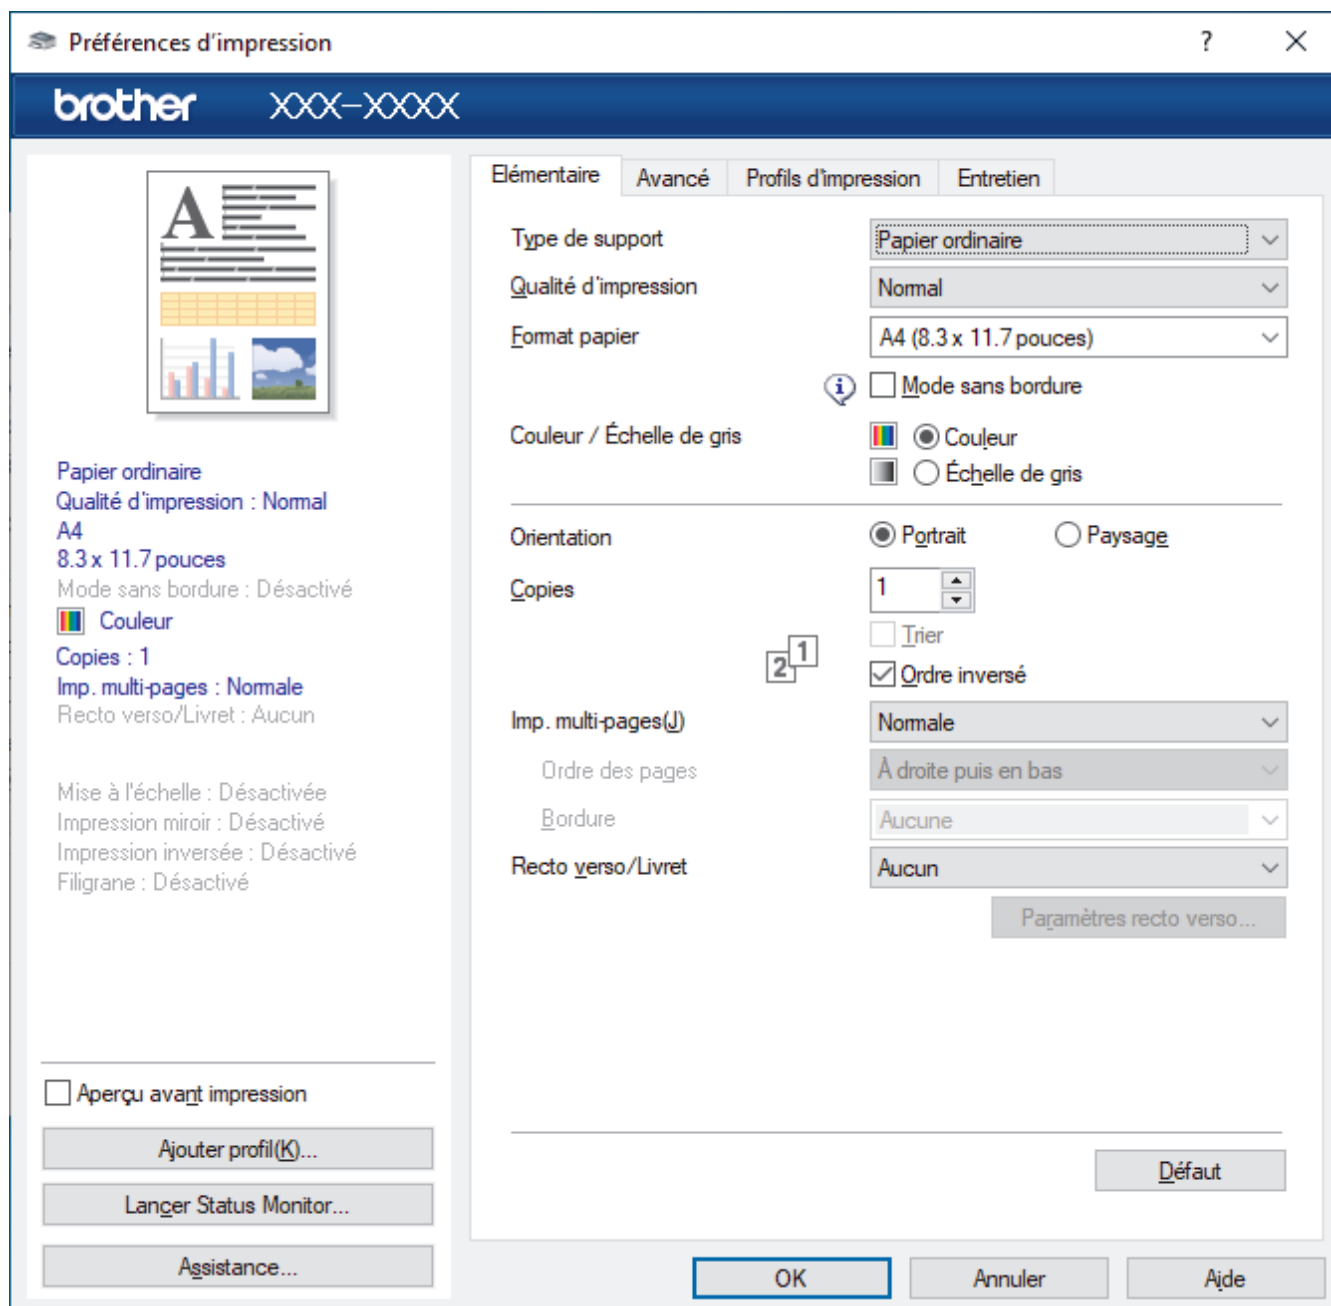 Préférences d'impression
brother XXX-XXXX
A
Papier ordinaire
Qualité d'impression : Normal
A4
8.3 x 11.7 pouces
Mode sans bordure : Désactivé
Couleur
Copies : 1
Imp. multi-pages : Normale
Recto verso/Livret : Aucun
Mise à l'échelle : Désactivée
Impression miroir : Désactivé
Impression inversée : Désactivé
Filigrane : Désactivé
Aperçu avant impression
Ajouter profil(K)...
Lancer Status Monitor...
Assistance...
Elémentaire Avancé Profils d'impression Entretien
Type de support Papier ordinaire
Qualité d'impression Normal
Format papier A4 (8.3 x 11.7 pouces)
Mode sans bordure
Couleur / Échelle de gris Couleur
Échelle de gris
Orientation Portrait Paysage
Copies 1
Trier
2 1 Ordre inversé
Imp. multi-pages(J) Normale
Ordre des pages À droite puis en bas
Bordure Aucune
Recto verso/Livret Aucun
Paramètres recto verso...
Défaut
OK Annuler Aide